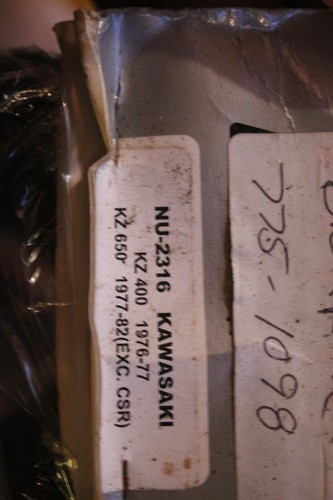 NU-2316 KAWASAKI
KZ 400 1976-77
KZ 650 1977-82(EXC. CSR)
775-1098